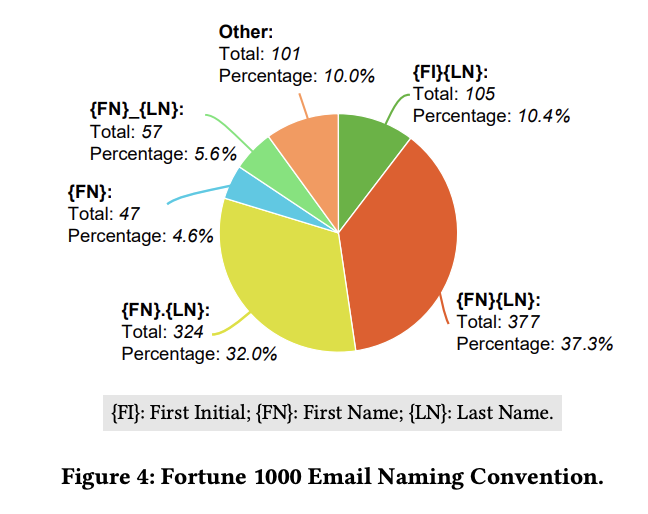 Other:
Total: 101
Percentage: 10.0%
{FI}{LN}:
Total: 105
Percentage: 10.4%
{FN}_{LN}:
Total: 57
Percentage: 5.6%
{FN}:
Total: 47
Percentage: 4.6%
{FN}.{LN}:
Total: 324
Percentage: 32.0%
{FN}{LN}:
Total: 377
Percentage: 37.3%
{FI}: First Initial; {FN}: First Name; {LN}: Last Name.
Figure 4: Fortune 1000 Email Naming Convention.